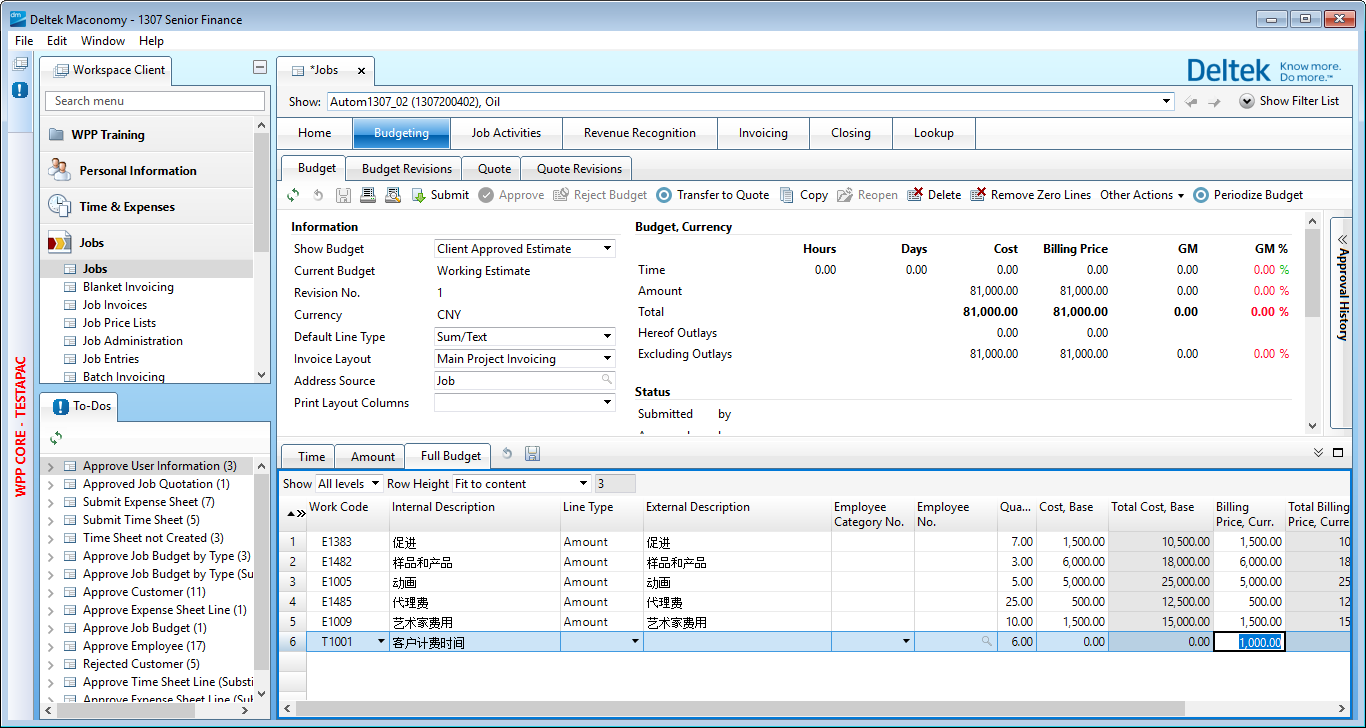 Deltek Maconomy - 1307 Senior Finance
File Edit Window Help
Workspace Client
Search menu
WPP Training
Personal Information
Time & Expenses
Jobs
Jobs
Blanket Invoicing
Job Invoices
Job Price Lists
Job Administration
Job Entries
Batch Invoicing
WPP CORE - TESTAPAC
To-Dos
Approve User Information (3)
Approved Job Quotation (1)
Submit Expense Sheet (7)
Submit Time Sheet (5)
Time Sheet not Created (3)
Approve Job Budget by Type (3)
Approve Job Budget by Type (Su
Approve Customer (11)
Approve Expense Sheet Line (1)
Approve Job Budget (1)
Approve Employee (17)
Rejected Customer (5)
Approve Time Sheet Line (Substi
Approve Expense Sheet Line (Sul
*Jobs
Deltek Know more. Do more.™
Show: Autom1307_02 (1307200402), Oil
Show Filter List
Home Budgeting Job Activities Revenue Recognition Invoicing Closing Lookup
Budget Budget Revisions Quote Quote Revisions
Submit Approve Reject Budget Transfer to Quote Copy Reopen Delete Remove Zero Lines Other Actions Periodize Budget
Information
Show Budget Client Approved Estimate
Current Budget Working Estimate
Revision No. 1
Currency CNY
Default Line Type Sum/Text
Invoice Layout Main Project Invoicing
Address Source Job
Print Layout Columns
Budget, Currency
Hours Days Cost Billing Price GM GM %
Time 0.00 0.00 0.00 0.00 0.00 0.00 %
Amount 81,000.00 81,000.00 0.00 0.00 %
Total 81,000.00 81,000.00 0.00 0.00 %
Hereof Outlays 0.00 0.00
Excluding Outlays 81,000.00 81,000.00 0.00 0.00 %
Status
Submitted by
Approval History
Time Amount Full Budget
Show All levels Row Height Fit to content 3
Work Code Internal Description Line Type External Description Employee Category No. Employee No. Qua... Cost, Base Total Cost, Base Billing Price, Curr. Total Billing Price, Curre
1 E1383 促进 Amount 促进 7.00 1,500.00 10,500.00 1,500.00 10
2 E1482 样品和产品 Amount 样品和产品 3.00 6,000.00 18,000.00 6,000.00 18
3 E1005 动画 Amount 动画 5.00 5,000.00 25,000.00 5,000.00 25
4 E1485 代理费 Amount 代理费 25.00 500.00 12,500.00 500.00 12
5 E1009 艺术家费用 Amount 艺术家费用 10.00 1,500.00 15,000.00 1,500.00 15
6 T1001 客户计费时间 6.00 0.00 0.00 1,000.00